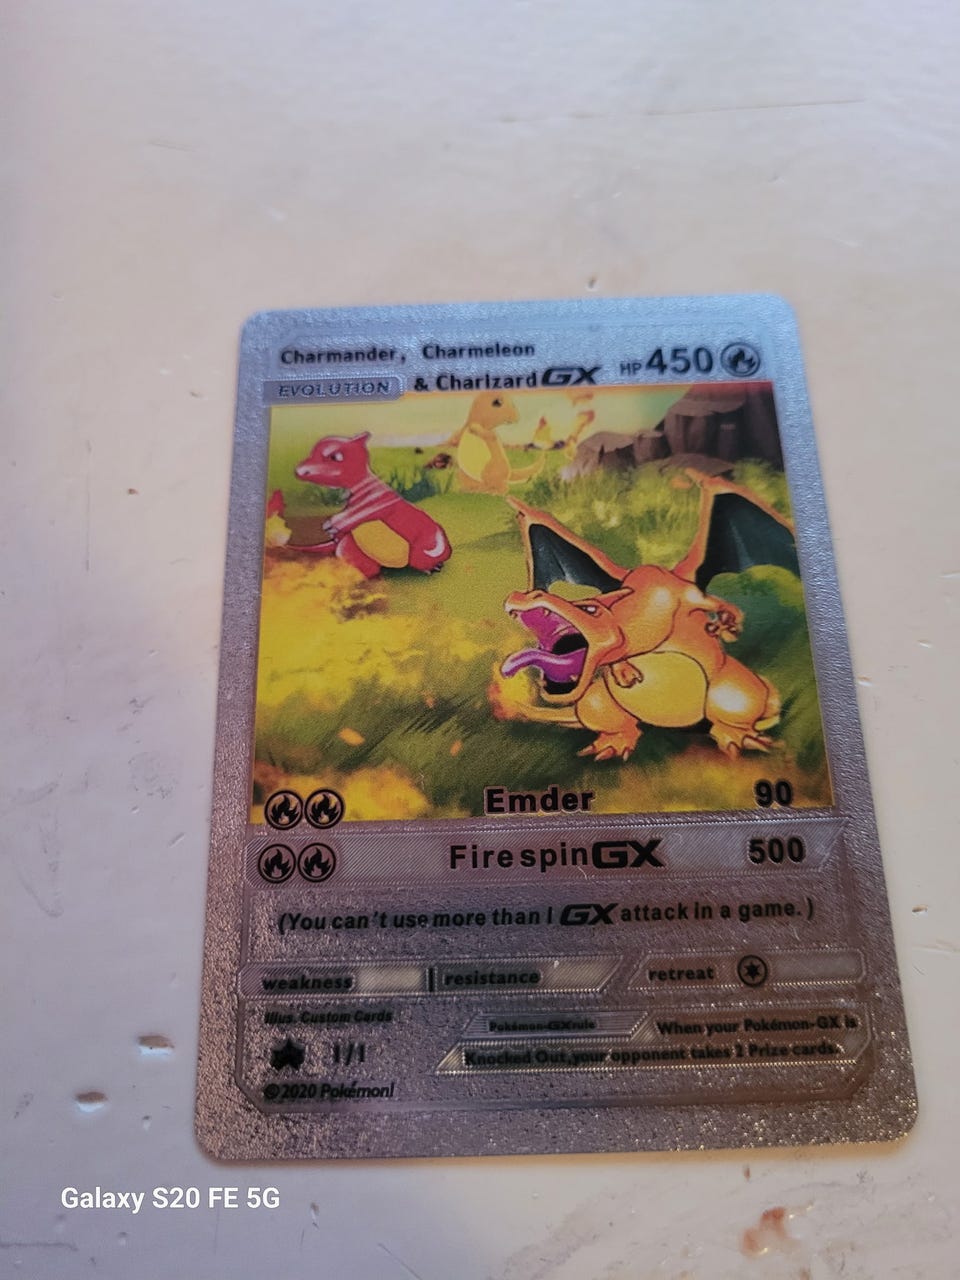 Charmander, Charmeleon
EVOLUTION & Charizard GX HP 450
Emder 90
Firespin GX 500
(You can't use more than 1 GX attack in a game.)
weakness resistance retreat
Illus. Custom Cards
Pokémon-GX rule When your Pokémon-GX is
Knocked Out, your opponent takes 2 Prize cards.
1/1
©2020 Pokémon!
Galaxy S20 FE 5G